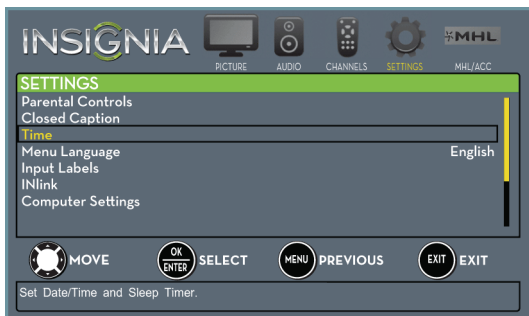 INSIGNIA
MHL
PICTURE AUDIO CHANNELS SETTINGS MHL/ACC
SETTINGS
Parental Controls
Closed Caption
Time
Menu Language English
Input Labels
INlink
Computer Settings
MOVE OK ENTER SELECT MENU PREVIOUS EXIT EXIT
Set Date/Time and Sleep Timer.